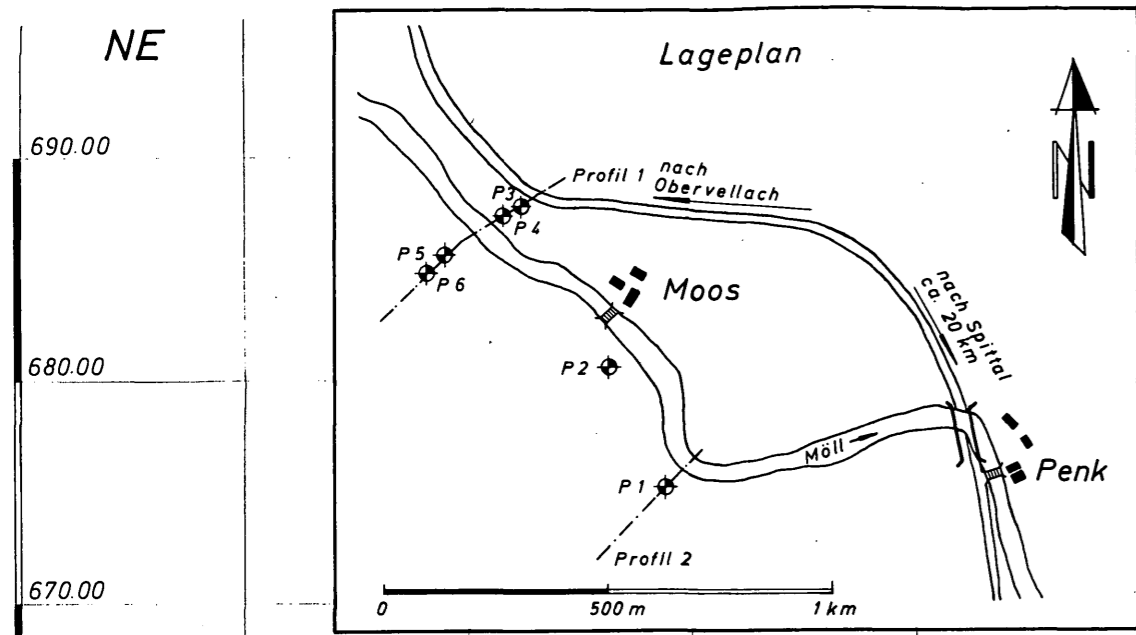 NE
690.00
680.00
670.00
Lageplan
N
Profil 1
nach
Obervellach
P3
P4
P5
P6
Moos
nach Spittal
ca. 20 km
P2
Möll
Penk
P1
Profil 2
0 500 m 1 km